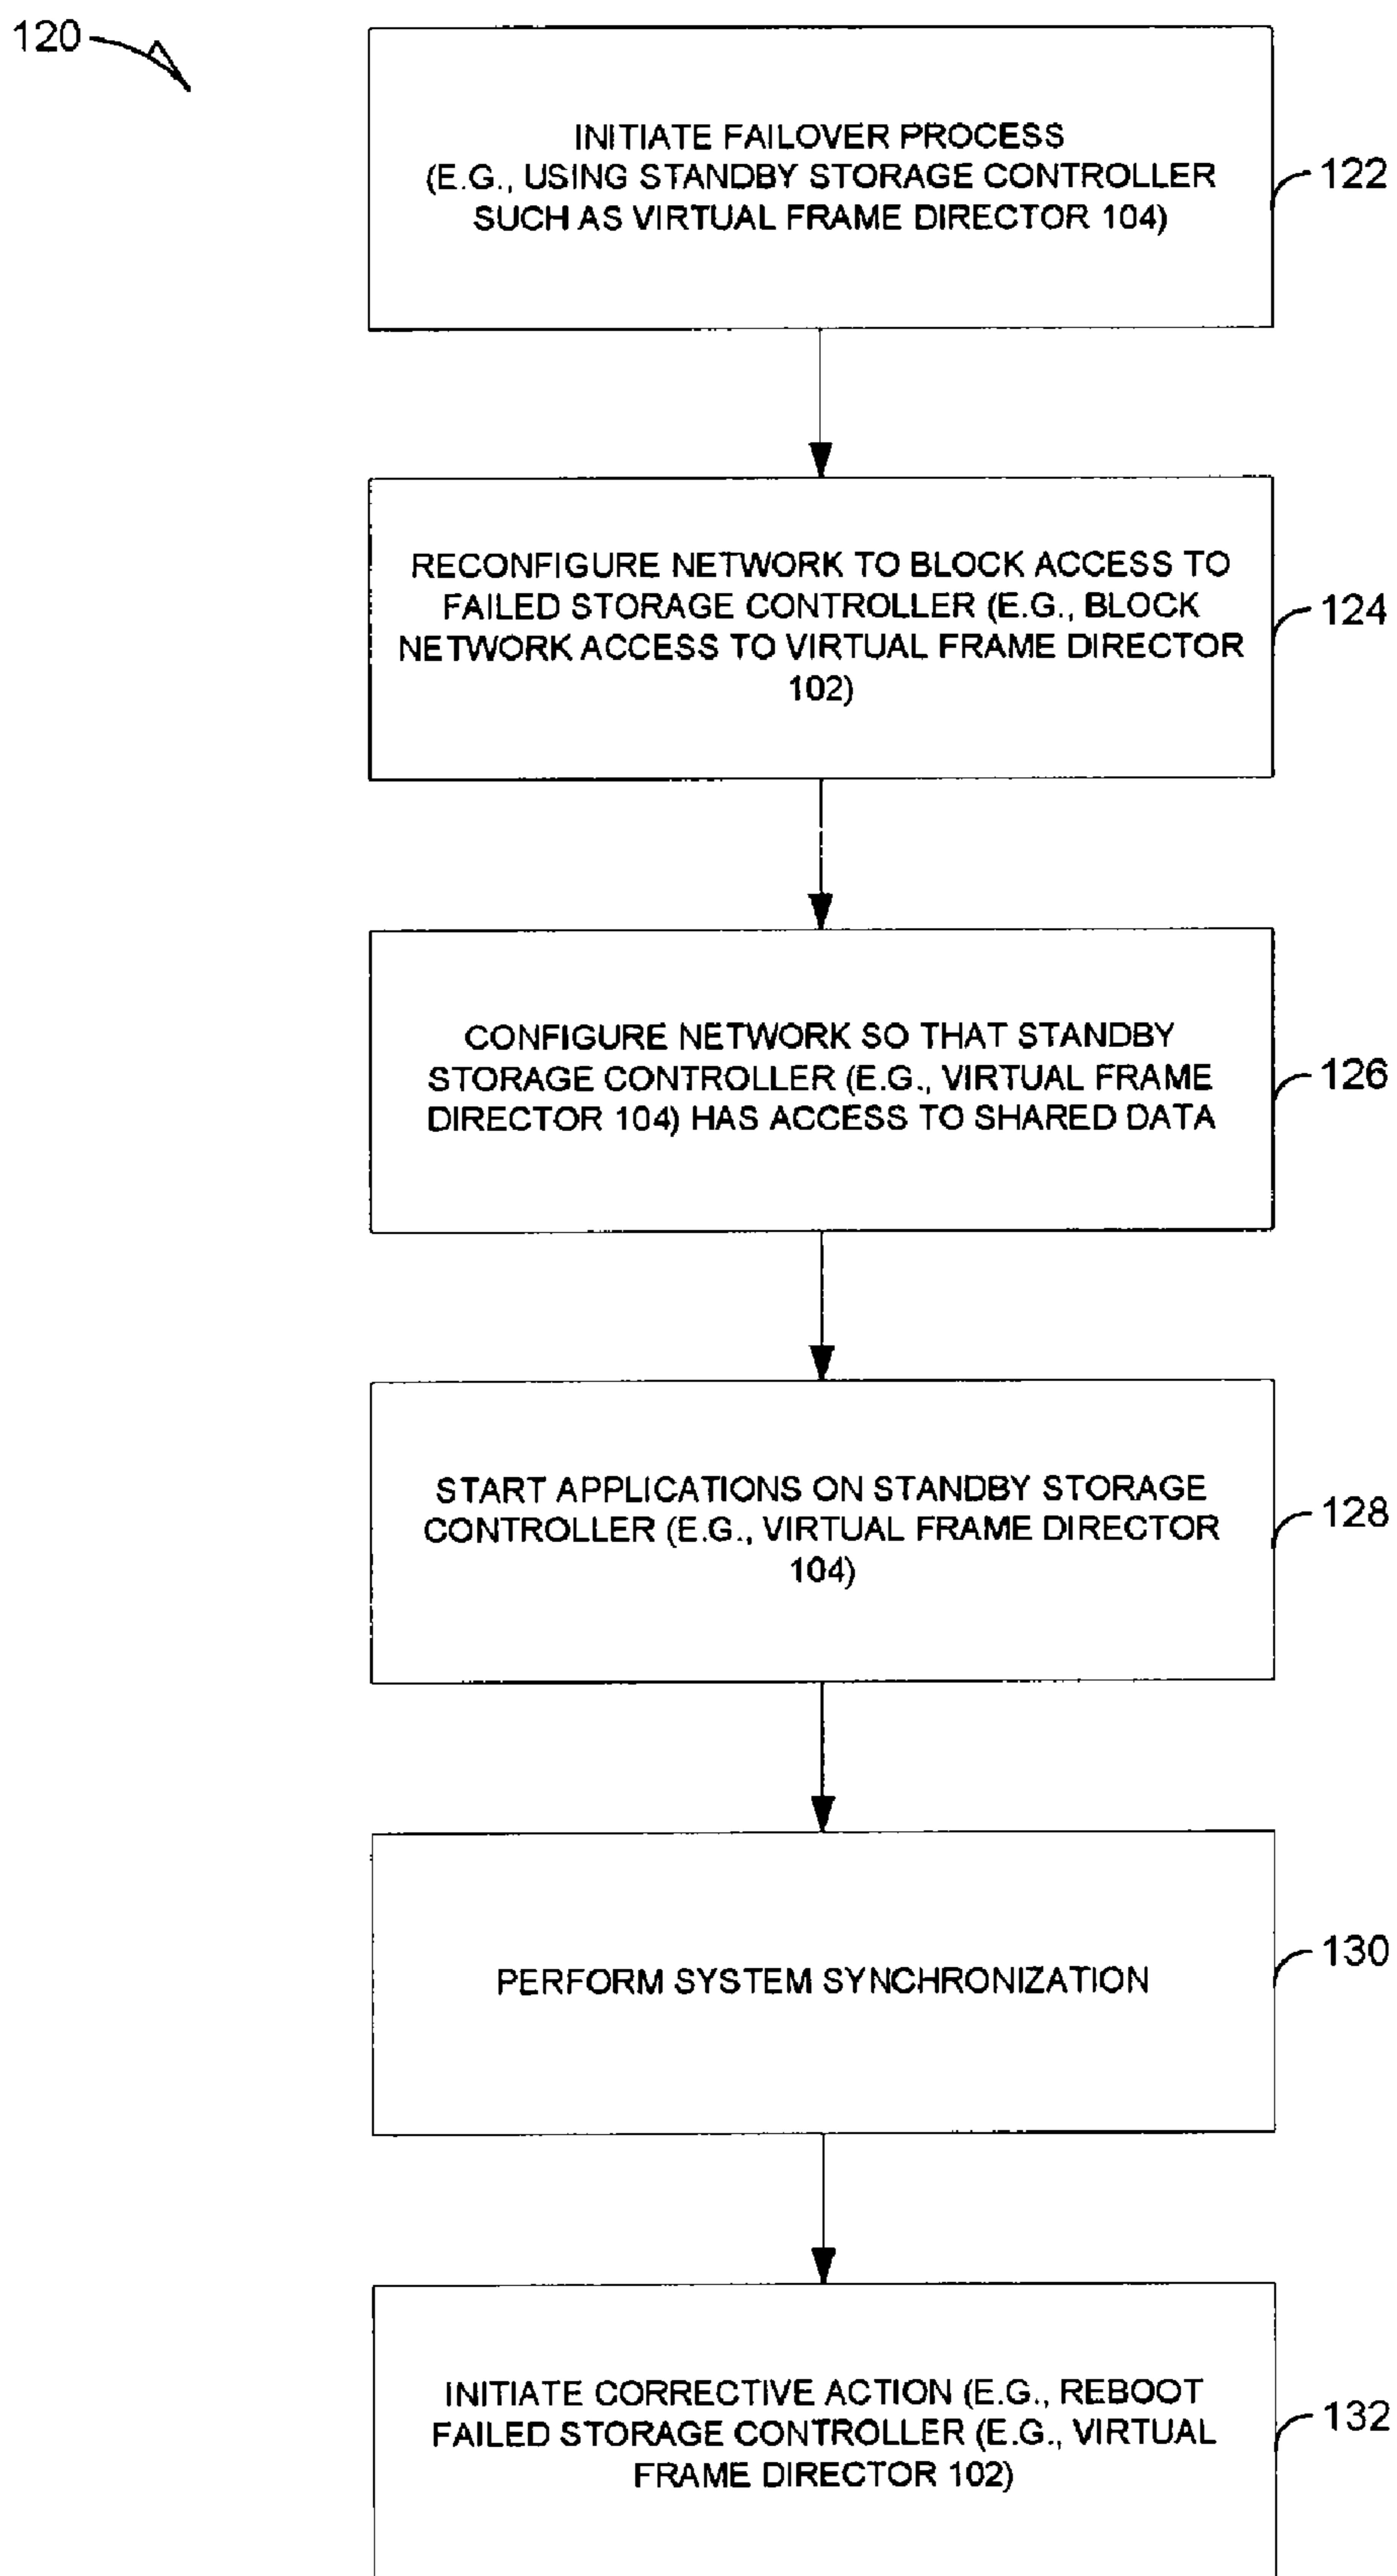 120
INITIATE FAILOVER PROCESS
(E.G., USING STANDBY STORAGE CONTROLLER
SUCH AS VIRTUAL FRAME DIRECTOR 104)
122
RECONFIGURE NETWORK TO BLOCK ACCESS TO
FAILED STORAGE CONTROLLER (E.G., BLOCK
NETWORK ACCESS TO VIRTUAL FRAME DIRECTOR
102)
124
CONFIGURE NETWORK SO THAT STANDBY
STORAGE CONTROLLER (E.G., VIRTUAL FRAME
DIRECTOR 104) HAS ACCESS TO SHARED DATA
126
START APPLICATIONS ON STANDBY STORAGE
CONTROLLER (E.G., VIRTUAL FRAME DIRECTOR
104)
128
PERFORM SYSTEM SYNCHRONIZATION
130
INITIATE CORRECTIVE ACTION (E.G., REBOOT
FAILED STORAGE CONTROLLER (E.G., VIRTUAL
FRAME DIRECTOR 102)
132